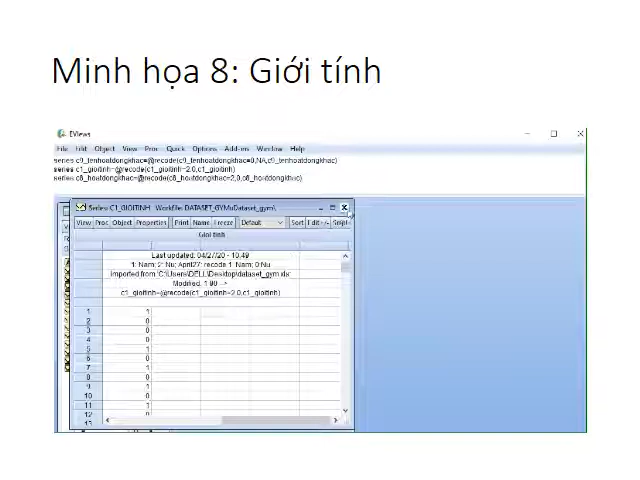 Minh họa 8: Giới tính
EViews
File Edit Object View Proc Quick Options Add-ons Window Help
series c9_tenhoatdongkhac=@recode(c9_tenhoatdongkhac=0,NA,c9_tenhoatdongkhac)
series c1_gioitinh=@recode(c1_gioitinh=2,0,c1_gioitinh)
series c8_hoatdongkhac=@recode(c8_hoatdongkhac=2,0,c8_hoatdongkhac)
Series: C1_GIOITINH Workfile: DATASET_GYM\Dataset_gym\
View Proc Object Properties Print Name Freeze Default Sort Edit+/-
Gioi tinh
Last updated: 04/27/20 - 10:49
1: Nam; 2: Nu; April27: recode 1: Nam; 0:Nu
Imported from 'C:\Users\DELL\Desktop\dataset_gym.xls'
Modified: 1 90 -->
c1_gioitinh=@recode(c1_gioitinh=2,0,c1_gioitinh)
1 1
2 0
3 0
4 0
5 1
6 0
7 1
8 0
9 1
10 0
11 1
12 0
13